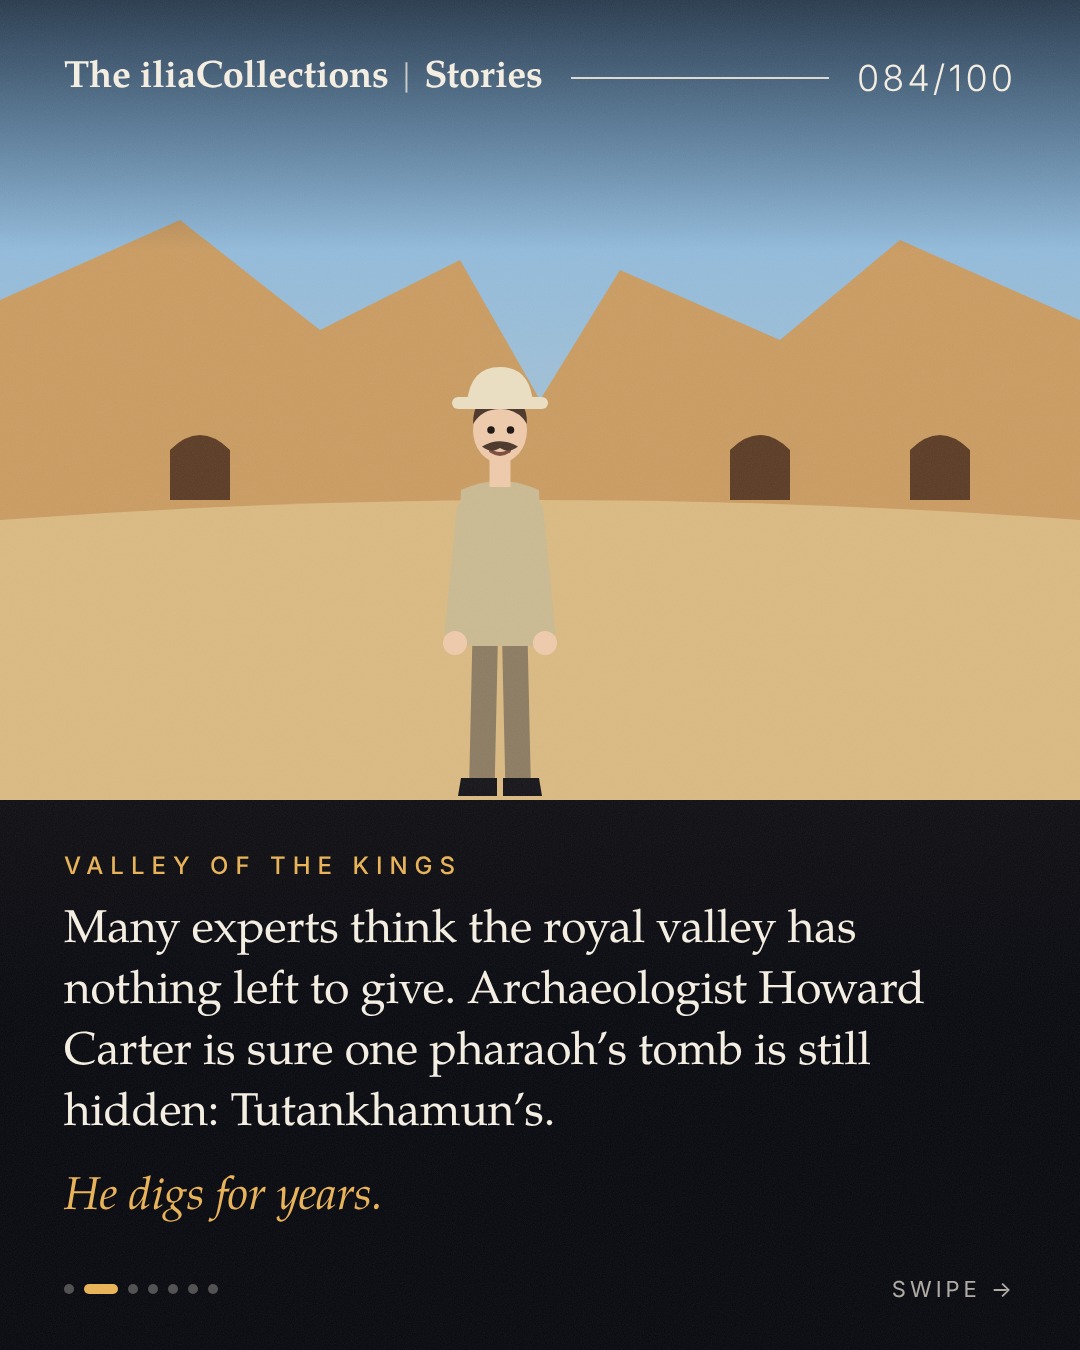 The iliaCollections | Stories
084/100
VALLEY OF THE KINGS
Many experts think the royal valley has
nothing left to give. Archaeologist Howard
Carter is sure one pharaoh’s tomb is still
hidden: Tutankhamun’s.
He digs for years.
SWIPE →